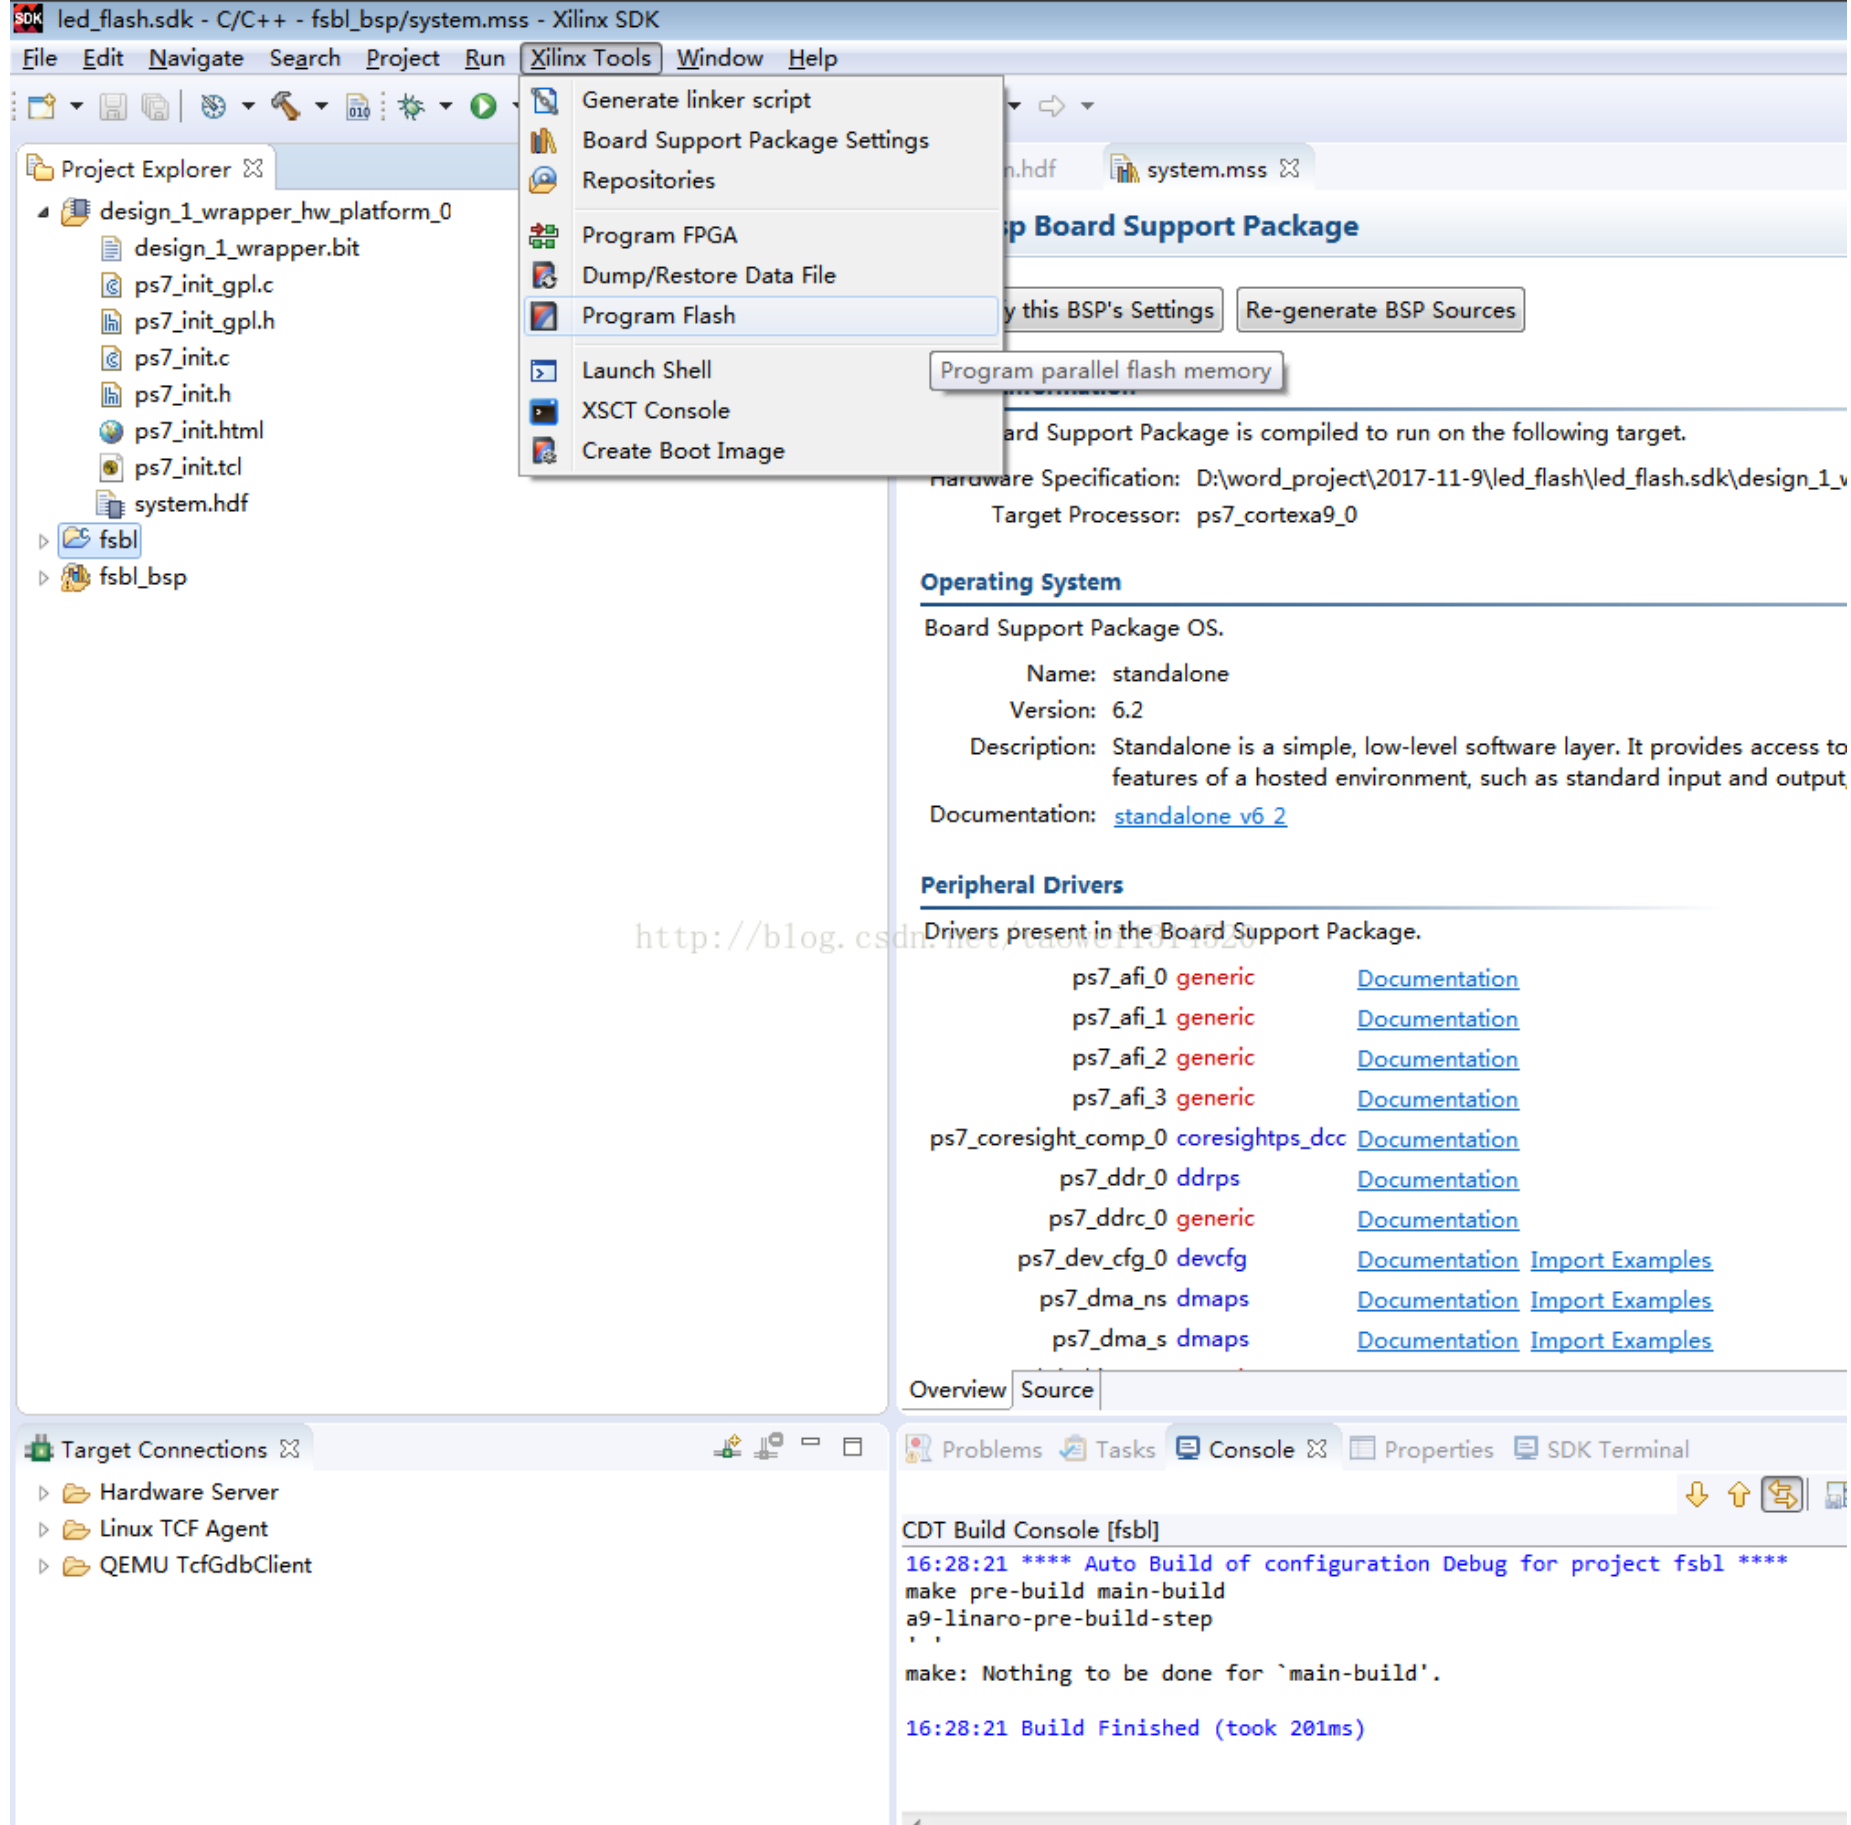 SDK led_flash.sdk - C/C++ - fsbl_bsp/system.mss - Xilinx SDK
File Edit Navigate Search Project Run Xilinx Tools Window Help
Generate linker script
Board Support Package Settings
Repositories
Program FPGA
Dump/Restore Data File
Program Flash
Launch Shell
XSCT Console
Create Boot Image
Program parallel flash memory
Project Explorer
design_1_wrapper_hw_platform_0
design_1_wrapper.bit
ps7_init_gpl.c
ps7_init_gpl.h
ps7_init.c
ps7_init.h
ps7_init.html
ps7_init.tcl
system.hdf
fsbl
fsbl_bsp
.hdf system.mss
Board Support Package
this BSP's Settings Re-generate BSP Sources
Support Package is compiled to run on the following target.
Hardware Specification: D:\word_project\2017-11-9\led_flash\led_flash.sdk\design_1_
Target Processor: ps7_cortexa9_0
Operating System
Board Support Package OS.
Name: standalone
Version: 6.2
Description: Standalone is a simple, low-level software layer. It provides access to
features of a hosted environment, such as standard input and output,
Documentation: standalone_v6_2
Peripheral Drivers
Drivers present in the Board Support Package.
ps7_afi_0 generic Documentation
ps7_afi_1 generic Documentation
ps7_afi_2 generic Documentation
ps7_afi_3 generic Documentation
ps7_coresight_comp_0 coresightps_dcc Documentation
ps7_ddr_0 ddrps Documentation
ps7_ddrc_0 generic Documentation
ps7_dev_cfg_0 devcfg Documentation Import Examples
ps7_dma_ns dmaps Documentation Import Examples
ps7_dma_s dmaps Documentation Import Examples
Overview Source
Target Connections
Hardware Server
Linux TCF Agent
QEMU TcfGdbClient
Problems Tasks Console Properties SDK Terminal
CDT Build Console [fsbl]
16:28:21 **** Auto Build of configuration Debug for project fsbl ****
make pre-build main-build
a9-linaro-pre-build-step
' '
make: Nothing to be done for `main-build'.
16:28:21 Build Finished (took 201ms)